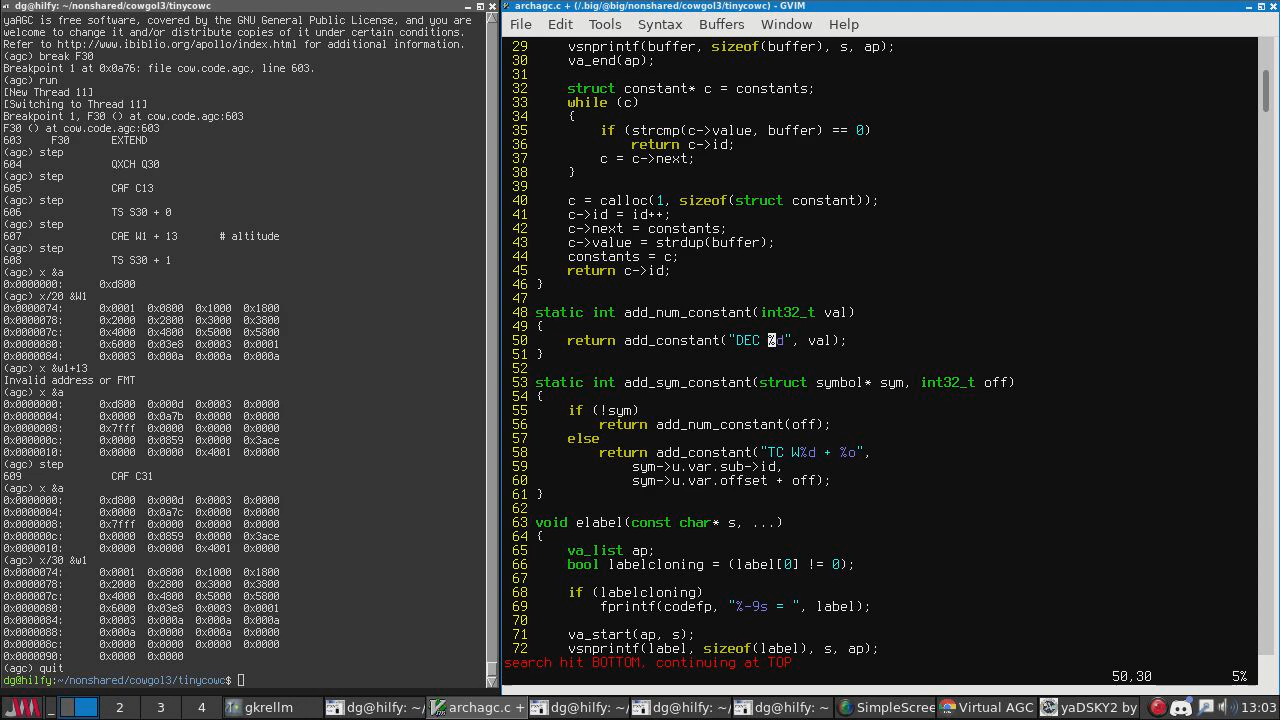 dg@hilfy: ~/nonshared/cowgol3/tinycowc
yaAGC is free software, covered by the GNU General Public License, and you are
welcome to change it and/or distribute copies of it under certain conditions.
Refer to http://www.ibiblio.org/apollo/index.html for additional information.
(agc) break F30
Breakpoint 1 at 0x0a76: file cow.code.agc, line 603.
(agc) run
[New Thread 11]
[Switching to Thread 11]
Breakpoint 1, F30 () at cow.code.agc:603
F30 () at cow.code.agc:603
603 F30 EXTEND
(agc) step
604 QXCH Q30
(agc) step
605 CAF C13
(agc) step
606 TS S30 + 0
(agc) step
607 CAE W1 + 13 # altitude
(agc) step
608 TS S30 + 1
(agc) x &a
0x0000000: 0xd800
(agc) x/20 &W1
0x0000074: 0x0001 0x0800 0x1000 0x1800
0x0000078: 0x2000 0x2800 0x3000 0x3800
0x000007c: 0x4000 0x4800 0x5000 0x5800
0x0000080: 0x6000 0x03e8 0x0003 0x0001
0x0000084: 0x0003 0x000a 0x0000 0x000a
(agc) x &w1+13
Invalid address or FMT
(agc) x &a
0x0000000: 0xd800 0x000d 0x0003 0x0000
0x0000004: 0x0000 0x0a7b 0x0000 0x0000
0x0000008: 0x7fff 0x0000 0x0000 0x0000
0x000000c: 0x0000 0x0859 0x0000 0x3ace
0x0000010: 0x0000 0x0000 0x4001 0x0000
(agc) step
609 CAF C31
(agc) x &a
0x0000000: 0xd800 0x000d 0x0003 0x0000
0x0000004: 0x0000 0x0a7c 0x0000 0x0000
0x0000008: 0x7fff 0x0000 0x0000 0x0000
0x000000c: 0x0000 0x0859 0x0000 0x3ace
0x0000010: 0x0000 0x0000 0x4001 0x0000
(agc) x/30 &w1
0x0000074: 0x0001 0x0800 0x1000 0x1800
0x0000078: 0x2000 0x2800 0x3000 0x3800
0x000007c: 0x4000 0x4800 0x5000 0x5800
0x0000080: 0x6000 0x03e8 0x0003 0x0001
0x0000084: 0x0003 0x000a 0x0000 0x000a
0x0000088: 0x000a 0x000a 0x0000 0x0000
0x000008c: 0x0000 0x0000 0x0000 0x0000
0x0000090: 0x0000 0x0000
(agc) quit
dg@hilfy:~/nonshared/cowgol3/tinycowc$
archagc.c + (/.big/@big/nonshared/cowgol3/tinycowc) - GVIM
File Edit Tools Syntax Buffers Window Help
29 vsnprintf(buffer, sizeof(buffer), s, ap);
30 va_end(ap);
31
32 struct constant* c = constants;
33 while (c)
34 {
35 if (strcmp(c->value, buffer) == 0)
36 return c->id;
37 c = c->next;
38 }
39
40 c = calloc(1, sizeof(struct constant));
41 c->id = id++;
42 c->next = constants;
43 c->value = strdup(buffer);
44 constants = c;
45 return c->id;
46 }
47
48 static int add_num_constant(int32_t val)
49 {
50 return add_constant("DEC %d", val);
51 }
52
53 static int add_sym_constant(struct symbol* sym, int32_t off)
54 {
55 if (!sym)
56 return add_num_constant(off);
57 else
58 return add_constant("TC W%d + %o",
59 sym->u.var.sub->id,
60 sym->u.var.offset + off);
61 }
62
63 void elabel(const char* s, ...)
64 {
65 va_list ap;
66 bool labelcloning = (label[0] != 0);
67
68 if (labelcloning)
69 fprintf(codefp, "%-9s = ", label);
70
71 va_start(ap, s);
72 vsnprintf(label, sizeof(label), s, ap);
search hit BOTTOM, continuing at TOP
50,30 5%
2 3 4 gkrellm dg@hilfy: ~/ archagc.c + dg@hilfy: ~/ dg@hilfy: ~/ dg@hilfy: ~/ SimpleScree Virtual AGC yaDSKY2 by 13:03